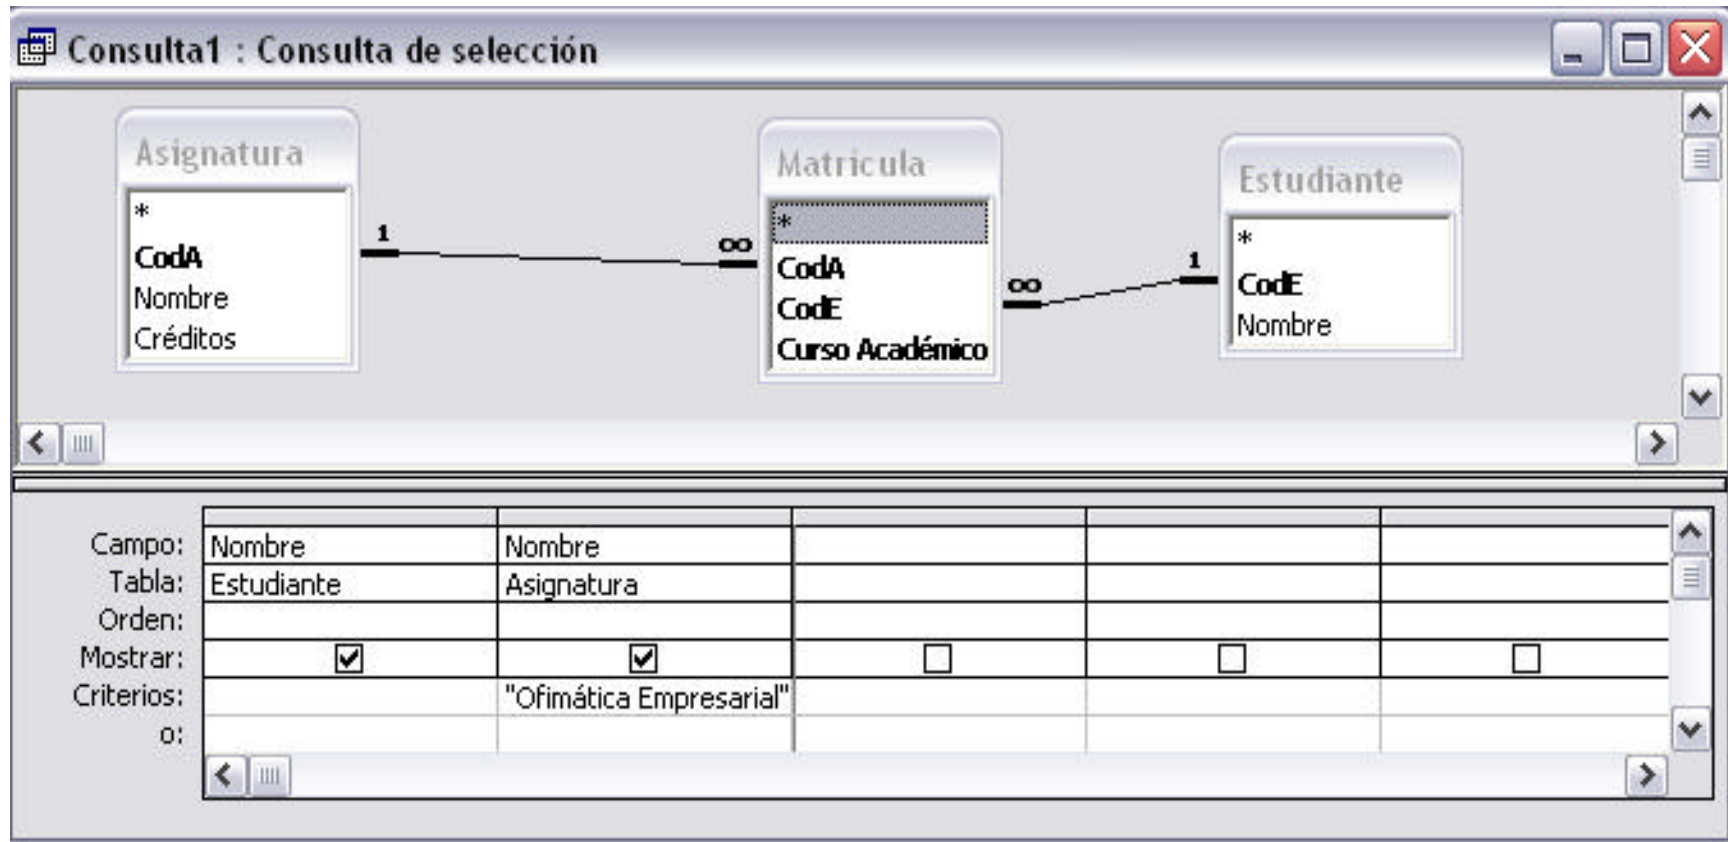 Consulta1 : Consulta de selección
Asignatura
*
CodA
Nombre
Créditos
1
∞
Matricula
*
CodA
CodE
Curso Académico
∞
1
Estudiante
*
CodE
Nombre
Campo: Nombre Nombre
Tabla: Estudiante Asignatura
Orden:
Mostrar:
Criterios: "Ofimática Empresarial"
o: